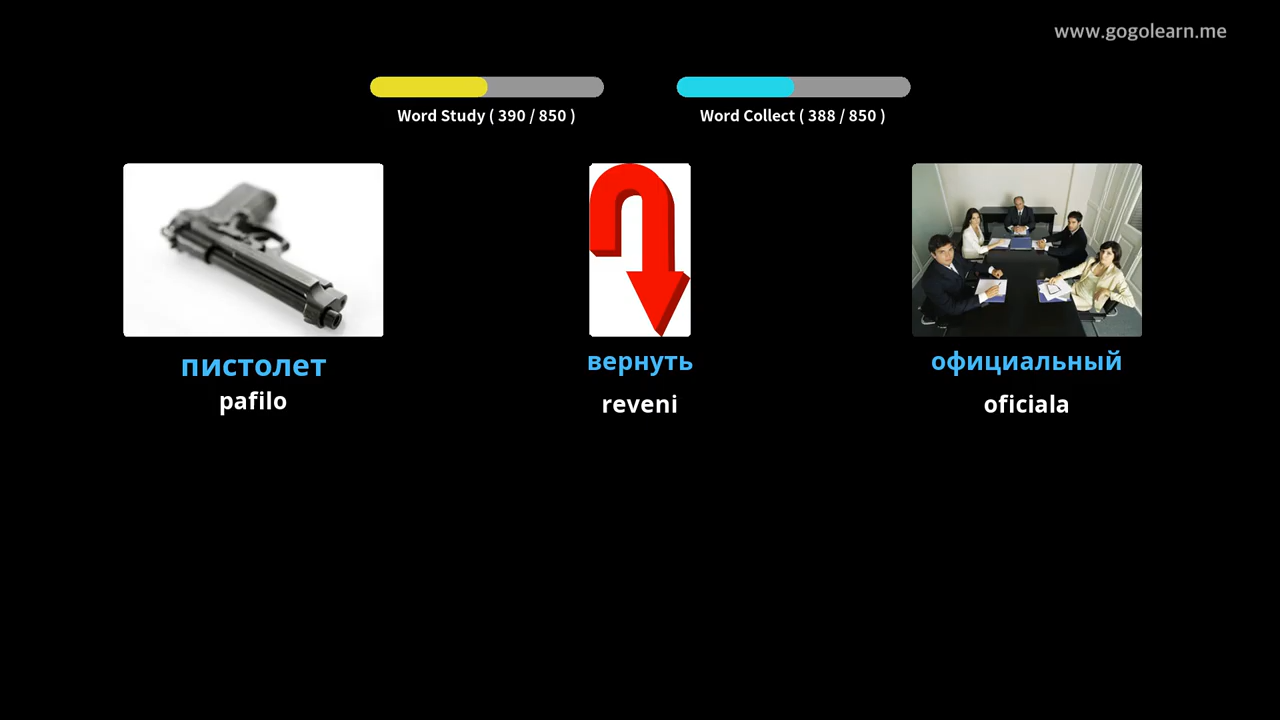 www.gogolearn.me
Word Study ( 390 / 850 )
Word Collect ( 388 / 850 )
пистолет
pafilo
вернуть
reveni
официальный
oficiala